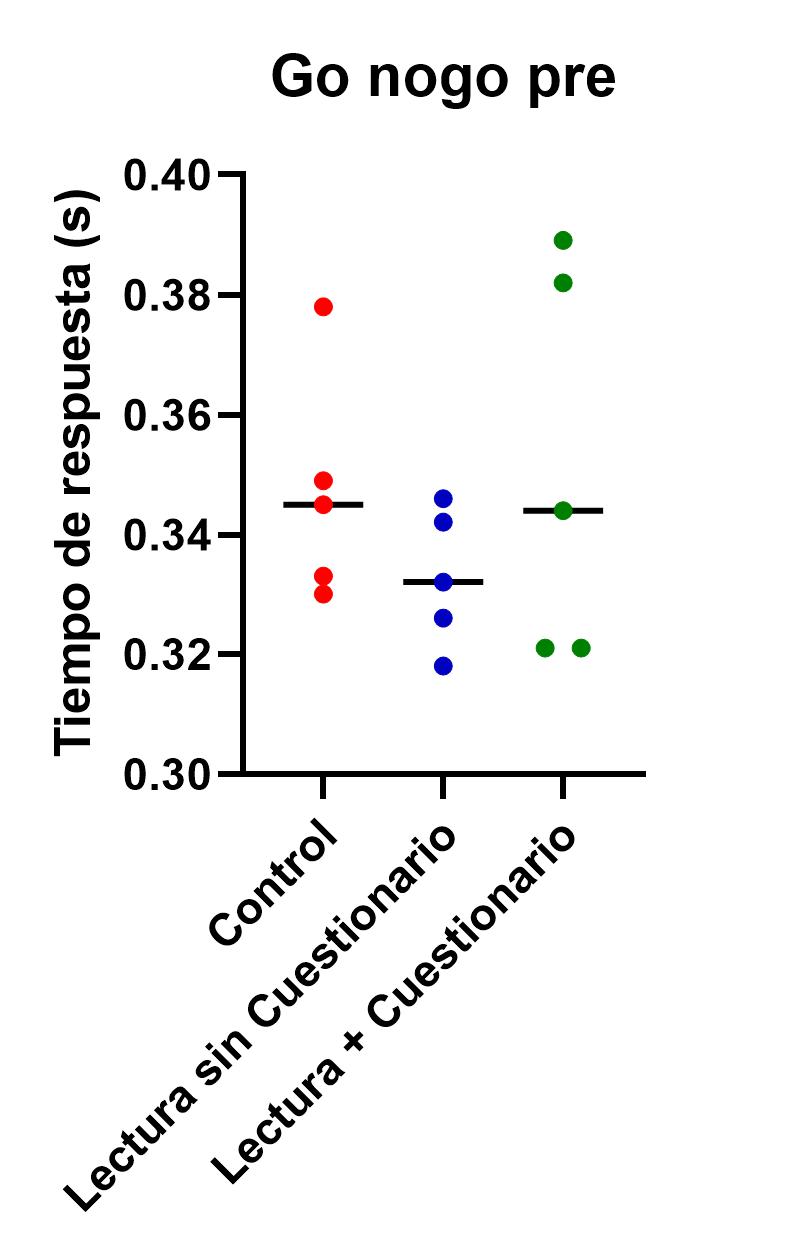 Go nogo pre
Tiempo de respuesta (s)
0.40
0.38
0.36
0.34
0.32
0.30
Control
Lectura sin Cuestionario
Lectura + Cuestionario